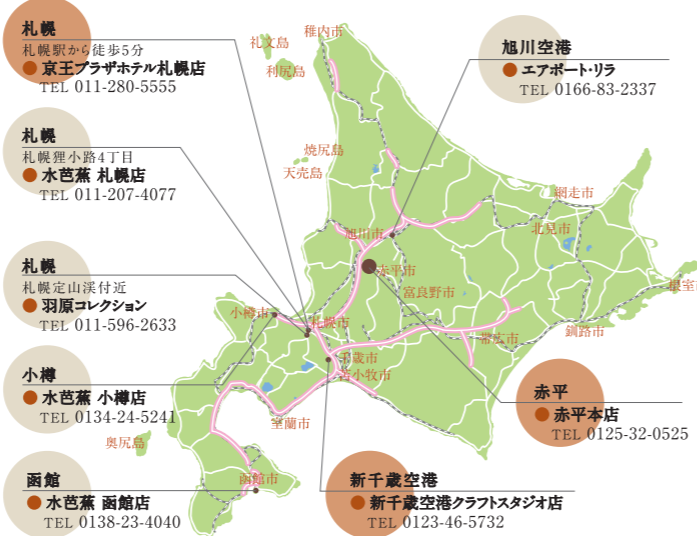 札幌
札幌駅から徒歩5分
京王プラザホテル札幌店
TEL 011-280-5555
札幌
札幌狸小路4丁目
水芭蕉 札幌店
TEL 011-207-4077
札幌
札幌定山渓付近
羽原コレクション
TEL 011-596-2633
小樽
水芭蕉 小樽店
TEL 0134-24-5241
函館
水芭蕉 函館店
TEL 0138-23-4040
旭川空港
エアポート・リラ
TEL 0166-83-2337
赤平
赤平本店
TEL 0125-32-0525
新千歳空港
新千歳空港クラフトスタジオ店
TEL 0123-46-5732
稚内市
礼文島
利尻島
焼尻島
天売島
網走市
北見市
旭川市
赤平市
富良野市
根室市
釧路市
帯広市
小樽市
札幌市
千歳市
苫小牧市
室蘭市
奥尻島
函館市